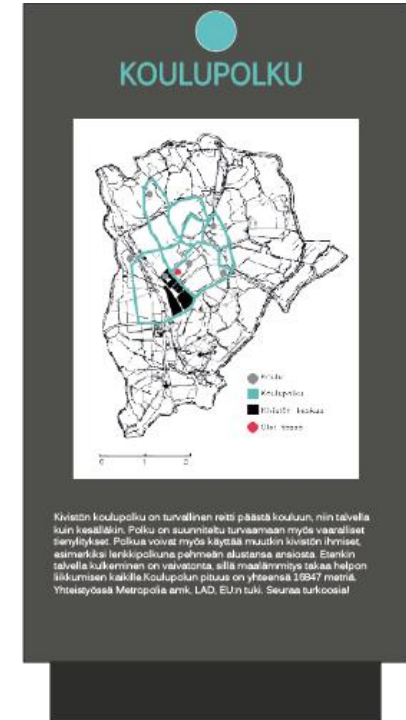 KOULUPOLKU
Koulu
Koulupolku
Kivistön keskus
Olet tässä
0 1 2
Kivistön koulupolku on turvallinen reitti päästä kouluun, niin talvella
kuin kesälläkin. Polku on suunniteltu turvaamaan myös vaaralliset
tienylitykset. Polkua voivat myös käyttää muutkin kivistön ihmiset,
esimerkiksi lenkkipolkuna pehmeän alustansa ansiosta. Etenkin
talvella kulkeminen on vaivatonta, sillä maalämmitys takaa helpon
liikkumisen kaikille.Koulupolun pituus on yhteensä 16847 metriä.
Yhteistyössä Metropolia amk, LAD, EU:n tuki. Seuraa turkoosia!